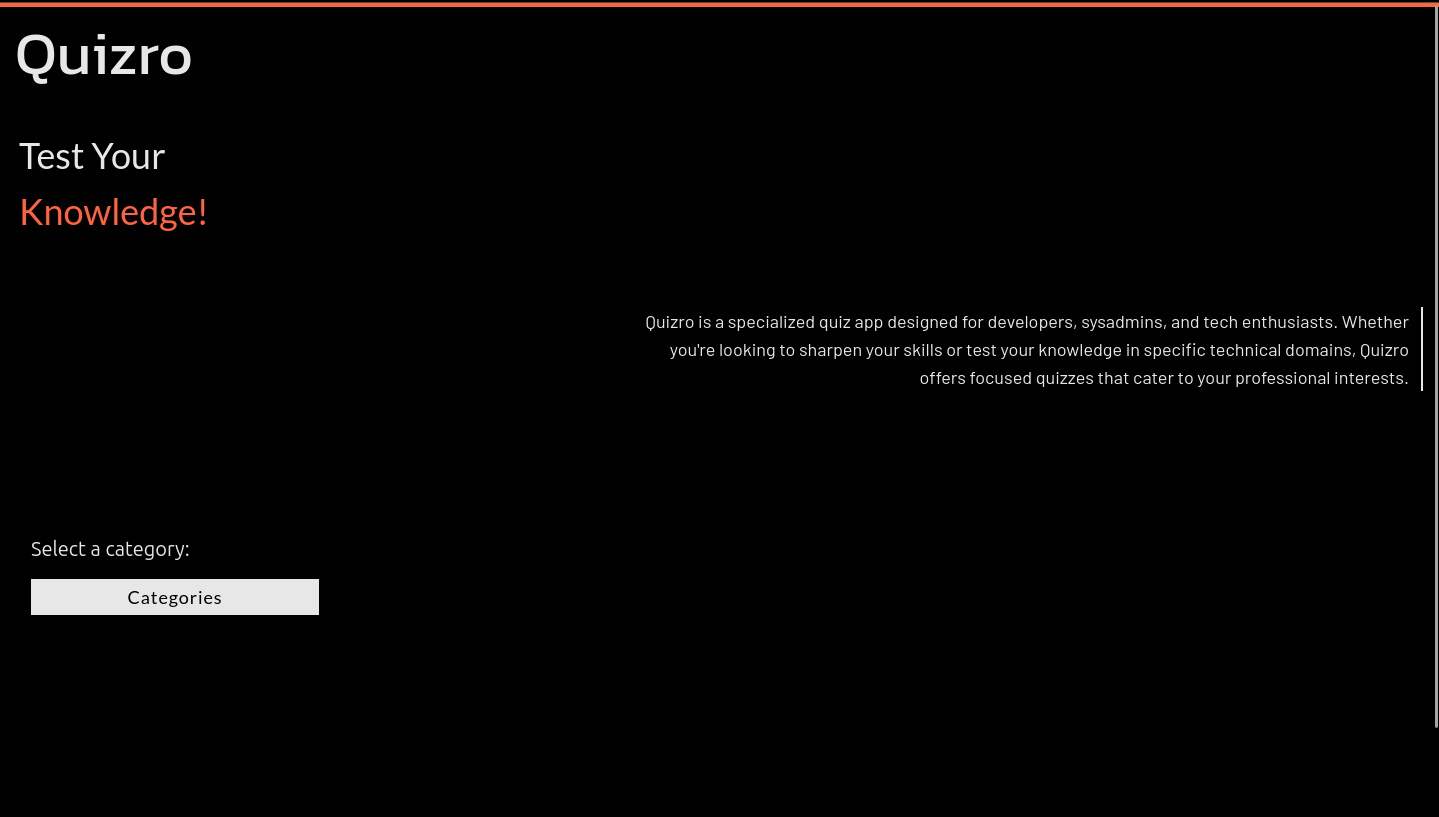 Quizro
Test Your
Knowledge!
Quizro is a specialized quiz app designed for developers, sysadmins, and tech enthusiasts. Whether
you're looking to sharpen your skills or test your knowledge in specific technical domains, Quizro
offers focused quizzes that cater to your professional interests.
Select a category:
Categories